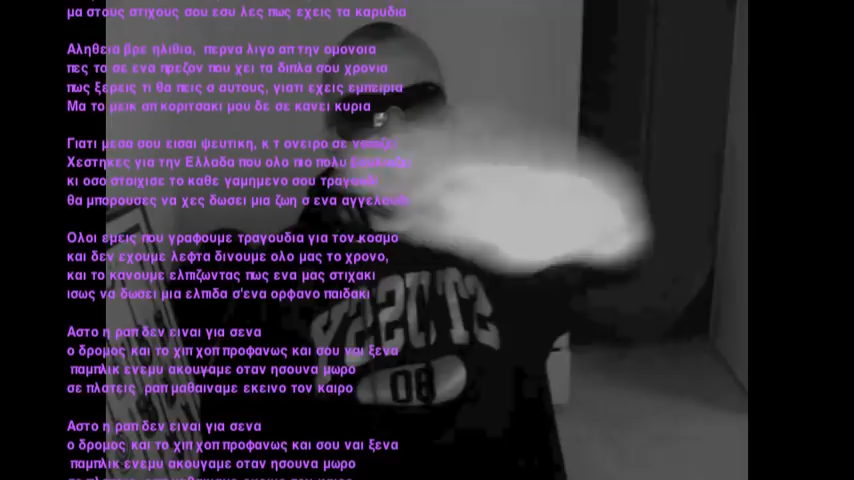 μα στους στιχους σου εσυ λες πως εχεις τα καρυδια
Αληθεια βρε ηλιθια, περνα λιγο απ την ομονοια
πες το σε ενα πρεζον που χει τα διπλα σου χρονια
πως ξερεις τι θα πεις σ αυτους, γιατι εχεις εμπειρια
Μα το μεικ απ κοριτσακι μου δε σε κανει κυρια
Γιατι μεσα σου εισαι ψευτικη, κ τ ονειρο σε
Χεστηκες για την Ελλαδα που ολο πιο πολυ
κι οσο στοιχισε το καθε γαμημενο σου τραγουδι
θα μπορουσες να χες δωσει μια ζωη σ ενα αγγελουδι
Ολοι εμεις που γραφουμε τραγουδια για τον κοσμο
και δεν εχουμε λεφτα δινουμε ολο μας το χρονο,
και το κανουμε ελπιζωντας πως ενα μας στιχακι
ισως να δωσει μια ελπιδα σ'ενα ορφανο παιδακι
Αστο η ραπ δεν ειναι για σενα
ο δρομος και το χιπ χοπ προφανως και σου ναι ξενα
παμπλικ ενεμυ ακουγαμε οταν ησουνα μωρο
σε πλατειες ραπ μαθαιναμε εκεινο τον καιρο
Αστο η ραπ δεν ειναι για σενα
ο δρομος και το χιπ χοπ προφανως και σου ναι ξενα
παμπλικ ενεμυ ακουγαμε οταν ησουνα μωρο
08